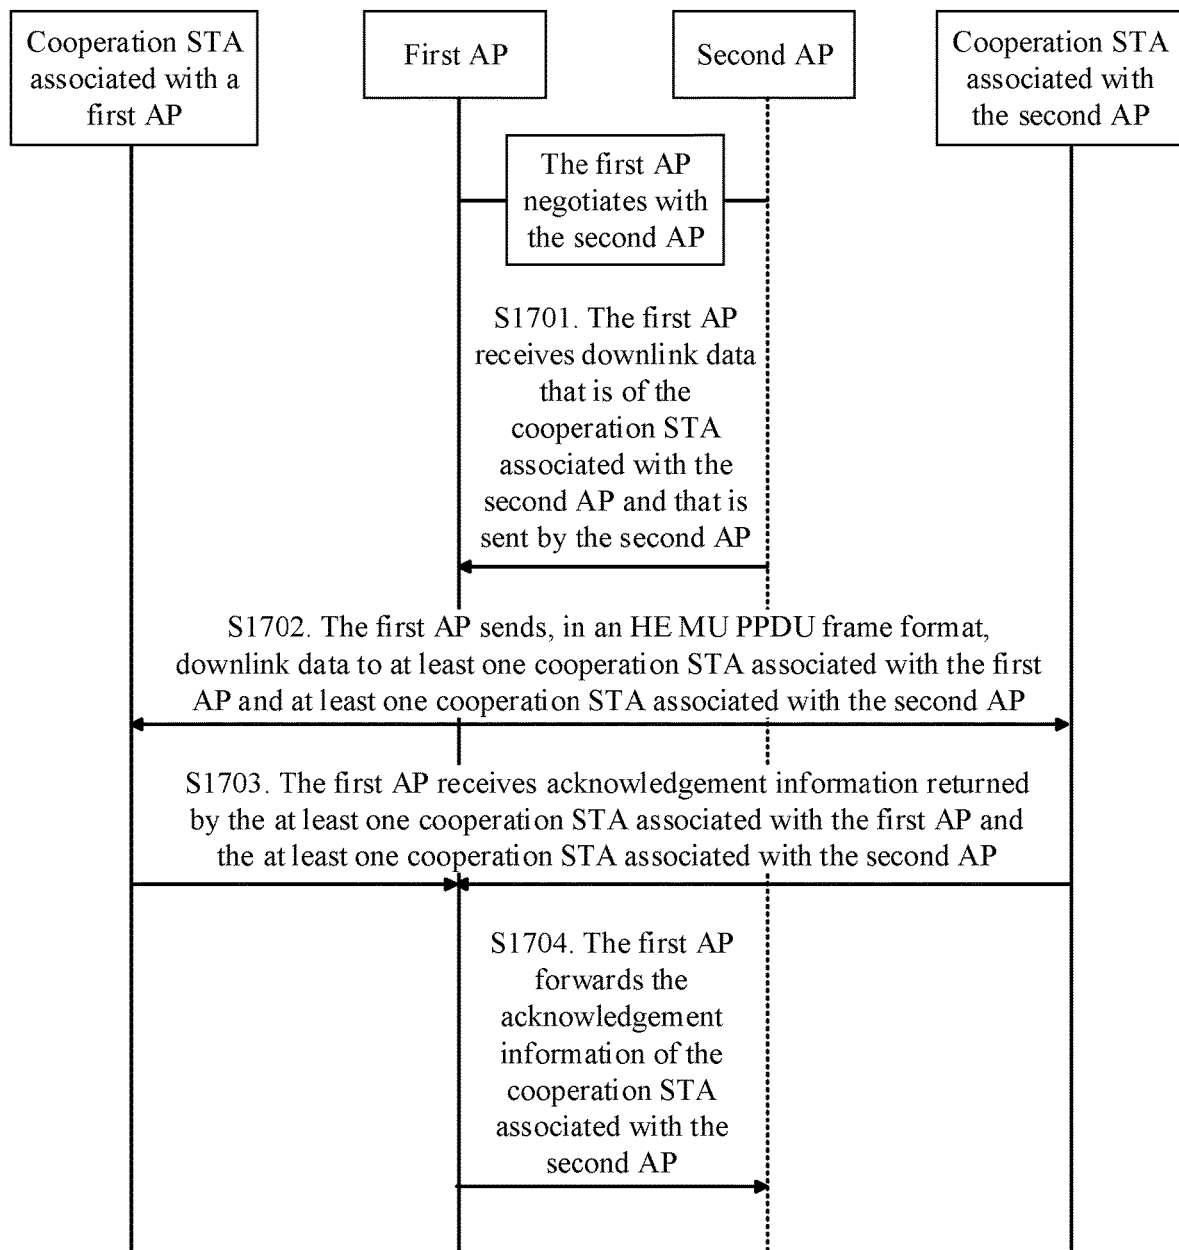 Cooperation STA
associated with a
first AP
First AP
Second AP
Cooperation STA
associated with
the second AP
The first AP
negotiates with
the second AP
S1701. The first AP
receives downlink data
that is of the
cooperation STA
associated with the
second AP and that is
sent by the second AP
S1702. The first AP sends, in an HE MU PPDU frame format,
downlink data to at least one cooperation STA associated with the first
AP and at least one cooperation STA associated with the second AP
S1703. The first AP receives acknowledgement information returned
by the at least one cooperation STA associated with the first AP and
the at least one cooperation STA associated with the second AP
S1704. The first AP
forwards the
acknowledgement
information of the
cooperation STA
associated with the
second AP